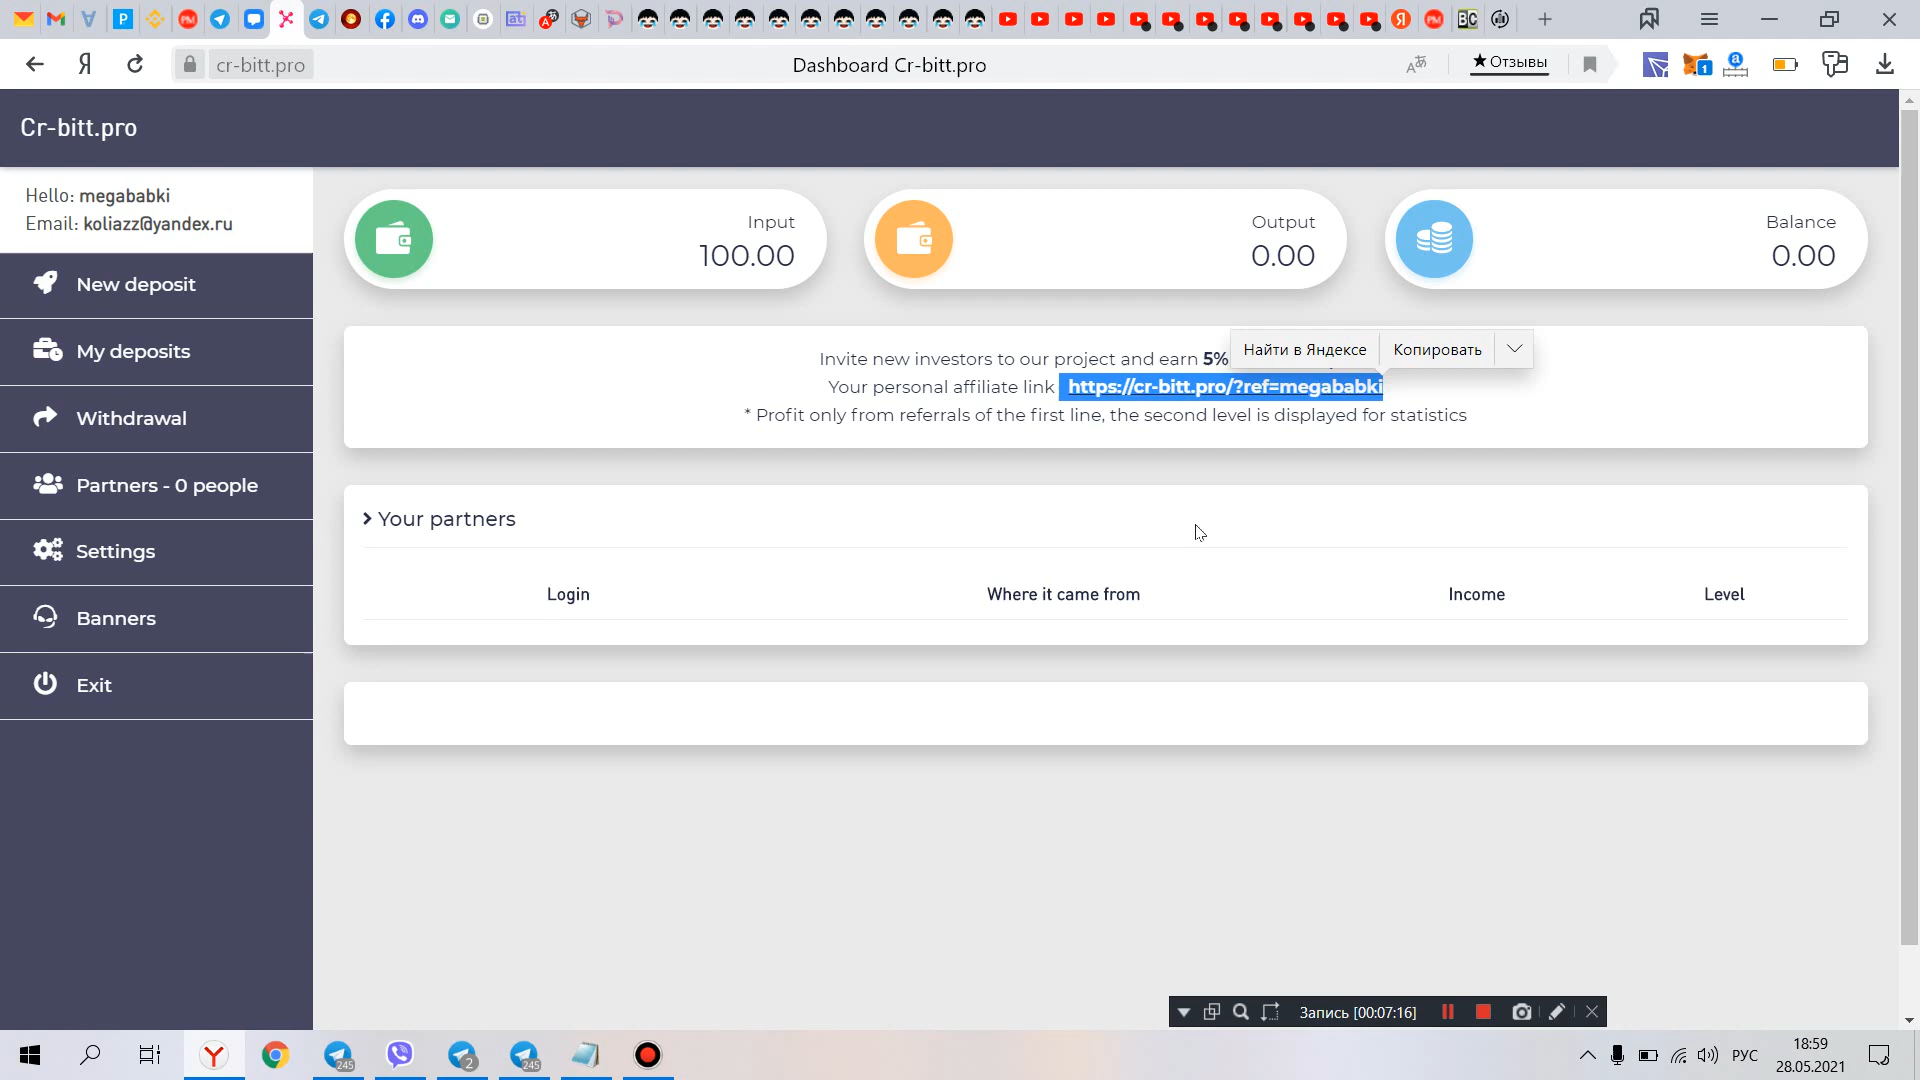 cr-bitt.pro
Dashboard Cr-bitt.pro
★ Отзывы
1
Cr-bitt.pro
Hello: megababki
Email: koliazz@yandex.ru
New deposit
My deposits
Withdrawal
Partners - 0 people
Settings
Banners
Exit
Input
100.00
Output
0.00
Balance
0.00
Invite new investors to our project and earn 5%
Найти в Яндексе
Копировать
Your personal affiliate link https://cr-bitt.pro/?ref=megababki
* Profit only from referrals of the first line, the second level is displayed for statistics
Your partners
Login
Where it came from
Income
Level
Запись [00:07:16]
245
2
245
РУС
18:59
28.05.2021